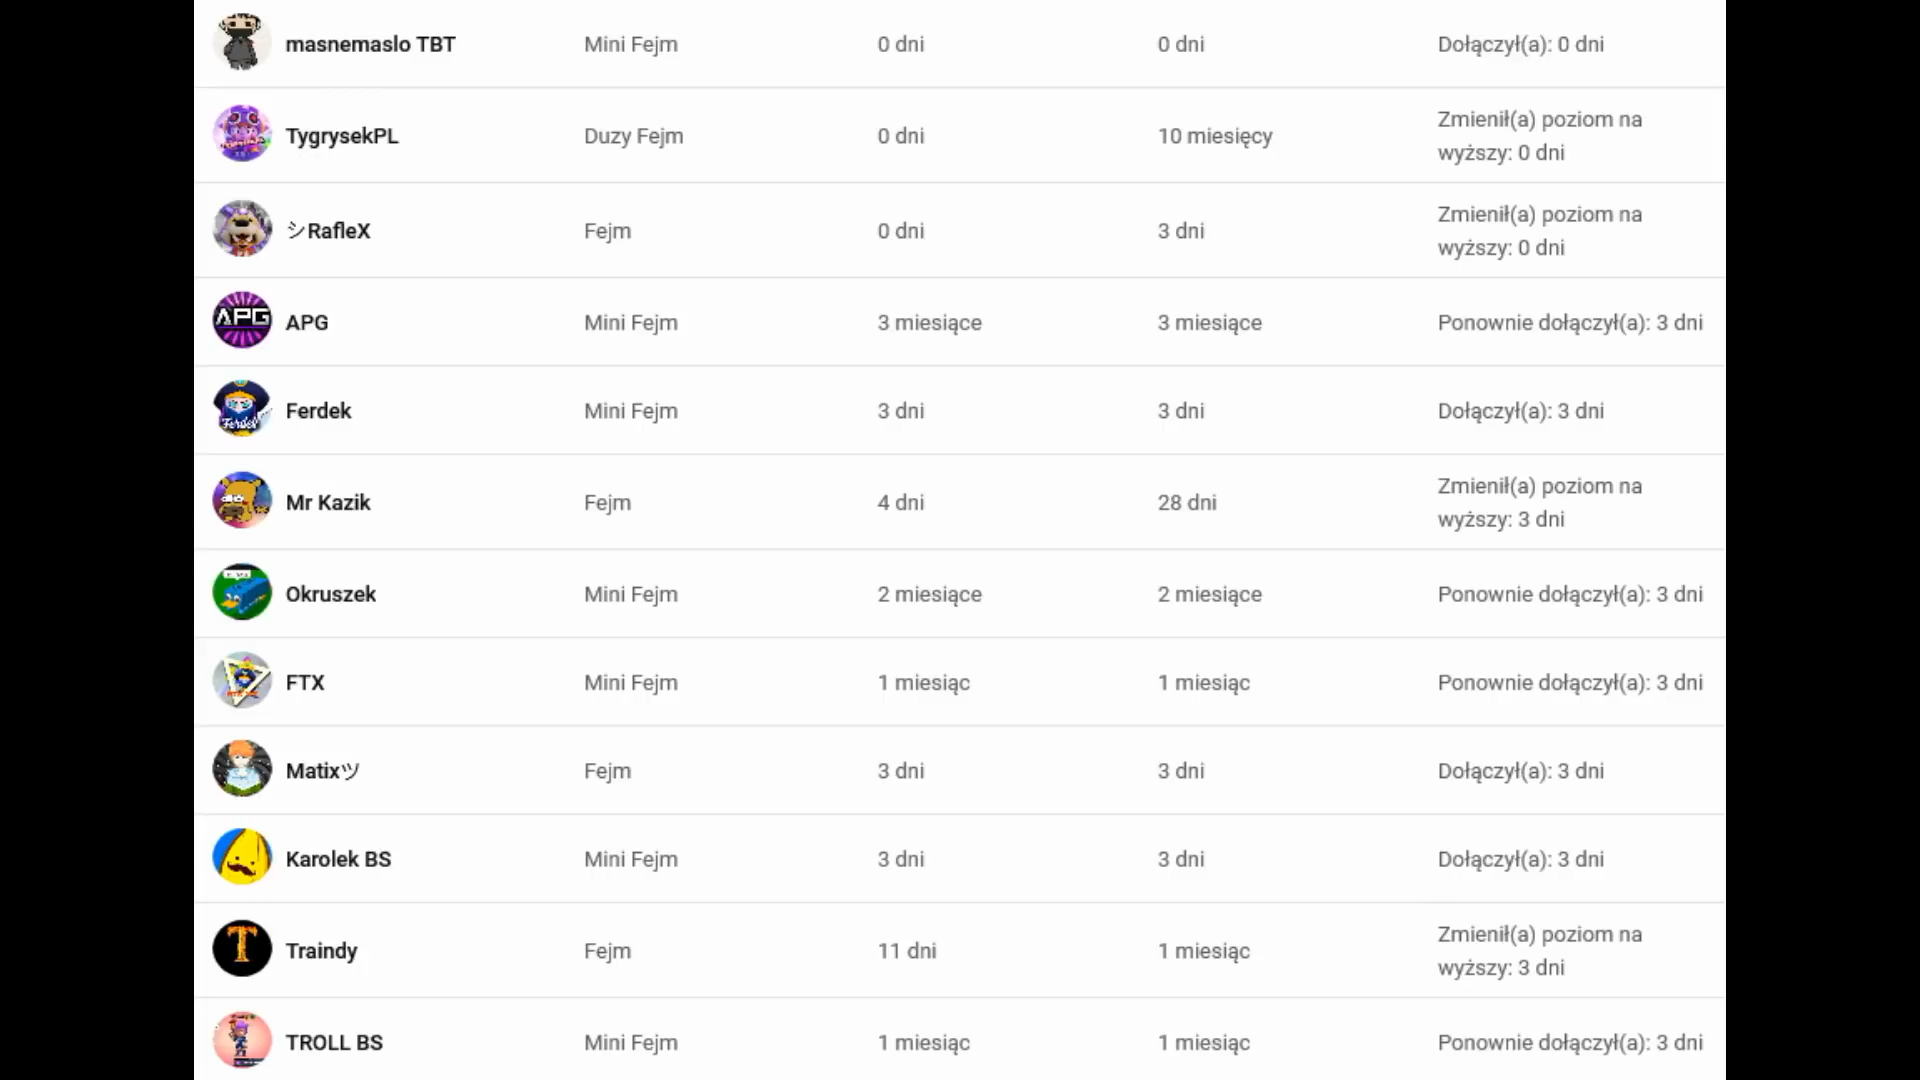 masnemaslo TBT Mini Fejm 0 dni 0 dni Dołączył(a): 0 dni
TygrysekPL Duzy Fejm 0 dni 10 miesięcy Zmienił(a) poziom na
wyższy: 0 dni
シRafleX Fejm 0 dni 3 dni Zmienił(a) poziom na
wyższy: 0 dni
APG APG Mini Fejm 3 miesiące 3 miesiące Ponownie dołączył(a): 3 dni
Ferdek Ferdek Mini Fejm 3 dni 3 dni Dołączył(a): 3 dni
Mr Kazik Fejm 4 dni 28 dni Zmienił(a) poziom na
wyższy: 3 dni
Okruszek Mini Fejm 2 miesiące 2 miesiące Ponownie dołączył(a): 3 dni
FTX Mini Fejm 1 miesiąc 1 miesiąc Ponownie dołączył(a): 3 dni
Matixツ Fejm 3 dni 3 dni Dołączył(a): 3 dni
Karolek BS Mini Fejm 3 dni 3 dni Dołączył(a): 3 dni
T Traindy Fejm 11 dni 1 miesiąc Zmienił(a) poziom na
wyższy: 3 dni
TROLL BS Mini Fejm 1 miesiąc 1 miesiąc Ponownie dołączył(a): 3 dni